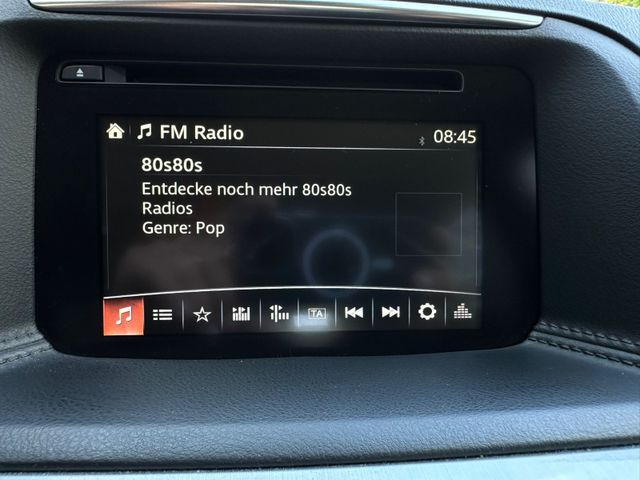 FM Radio
08:45
80s80s
Entdecke noch mehr 80s80s
Radios
Genre: Pop
TA